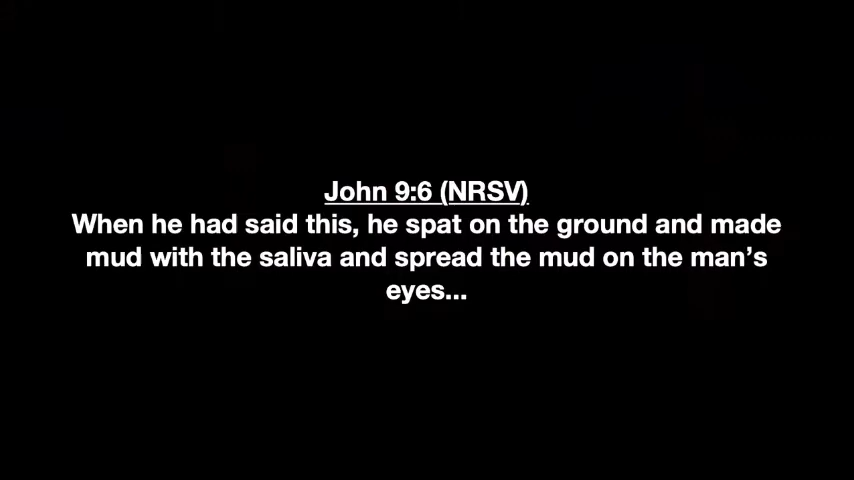 John 9:6 (NRSV)
When he had said this, he spat on the ground and made
mud with the saliva and spread the mud on the man’s
eyes...